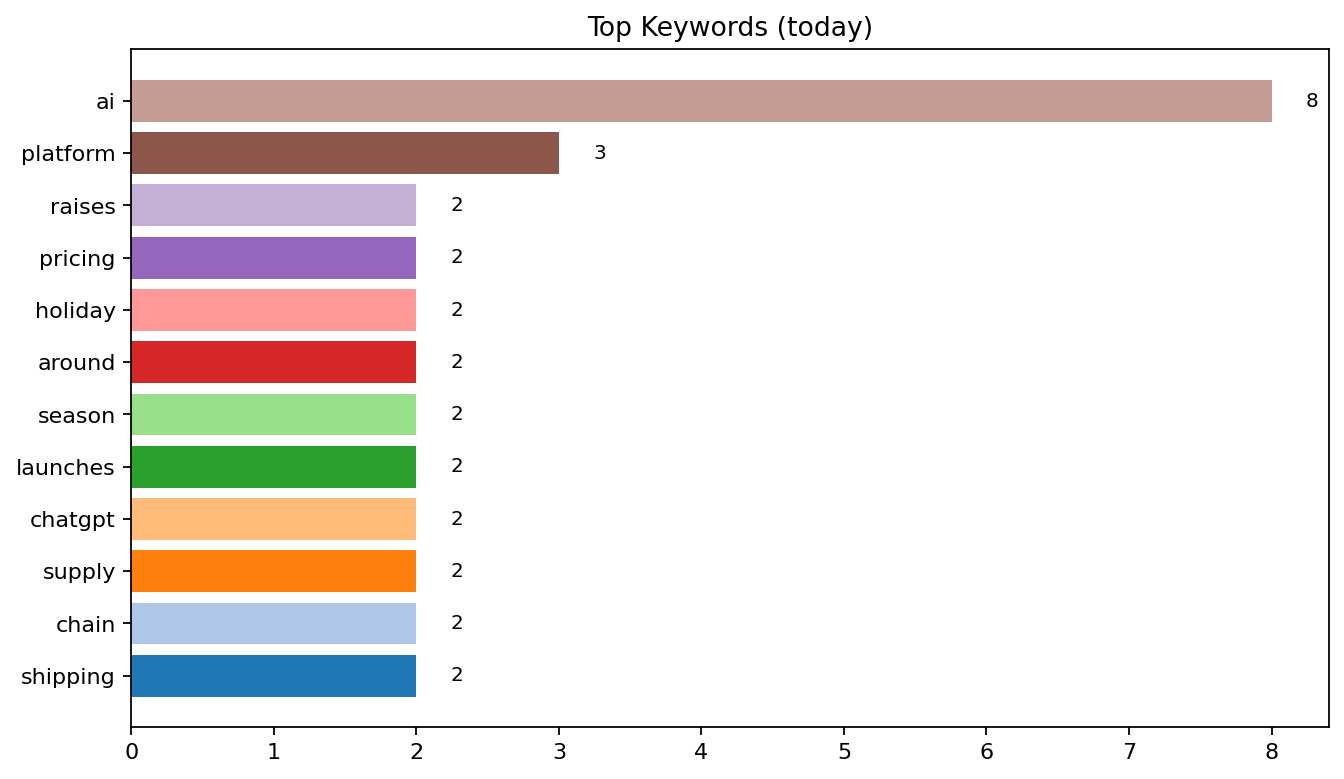 Top Keywords (today)
ai 8
platform 3
raises 2
pricing 2
holiday 2
around 2
season 2
launches 2
chatgpt 2
supply 2
chain 2
shipping 2
0 1 2 3 4 5 6 7 8